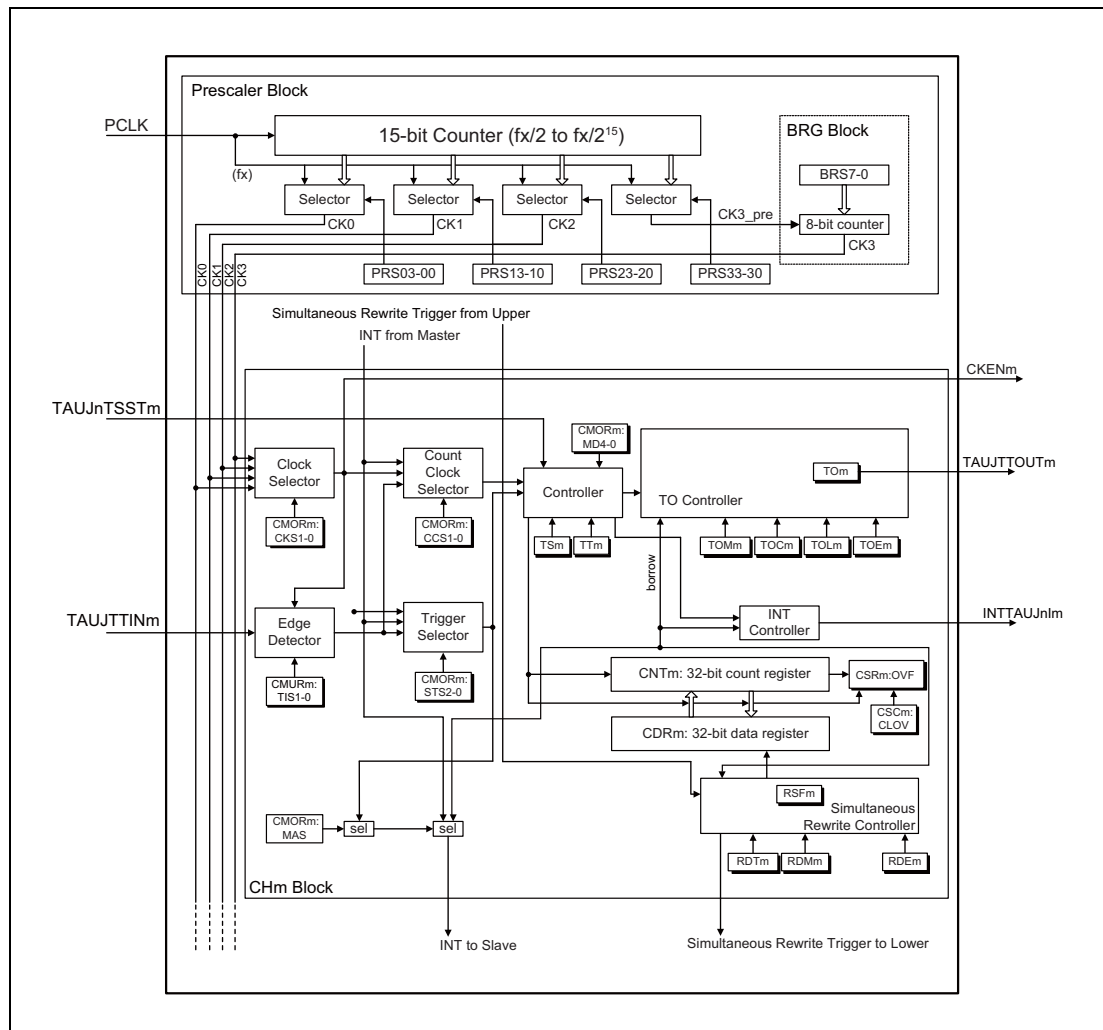 Prescaler Block
PCLK
15-bit Counter (fx/2 to fx/2¹⁵)
BRG Block
BRS7-0
(fx)
Selector
Selector
Selector
Selector
CK3_pre
8-bit counter
CK0
CK1
CK2
CK3
CK0
CK1
CK2
CK3
PRS03-00
PRS13-10
PRS23-20
PRS33-30
Simultaneous Rewrite Trigger from Upper
INT from Master
CKENm
TAUJnTSSTm
CMORm:
MD4-0
TOm
TAUJTTOUTm
Clock
Selector
Count
Clock
Selector
Controller
TO Controller
CMORm:
CKS1-0
CMORm:
CCS1-0
TSm
TTm
TOMm
TOCm
TOLm
TOEm
borrow
TAUJTTINm
Edge
Detector
Trigger
Selector
INT
Controller
INTTAUJnIm
CMURm:
TIS1-0
CMORm:
STS2-0
CNTm: 32-bit count register
CSRm:OVF
CSCm:
CLOV
CDRm: 32-bit data register
RSFm
Simultaneous
Rewrite Controller
CMORm:
MAS
sel
sel
RDTm
RDMm
RDEm
CHm Block
INT to Slave
Simultaneous Rewrite Trigger to Lower